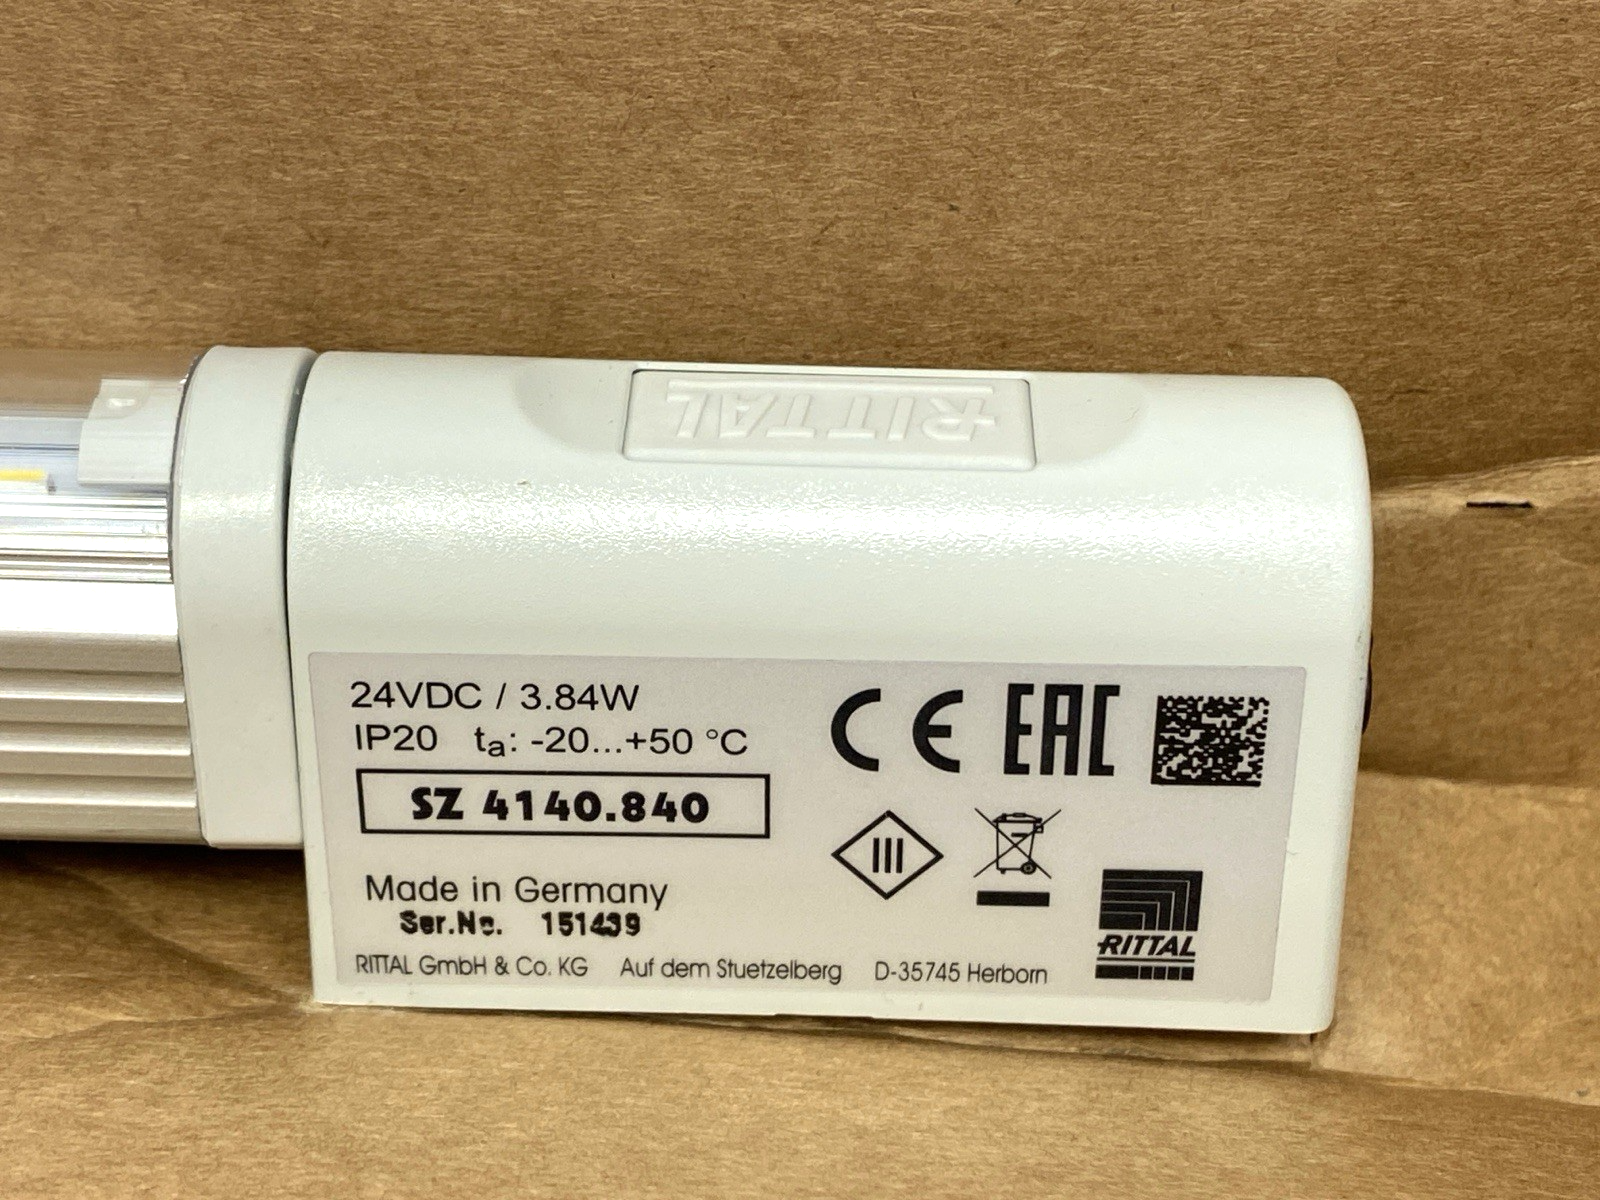 RITTAL
24VDC / 3.84W
IP20 ta: -20...+50 °C
SZ 4140.840
CE EAC
III
Made in Germany
Ser.No. 151439
RITTAL
RITTAL GmbH & Co. KG Auf dem Stuetzelberg D-35745 Herborn